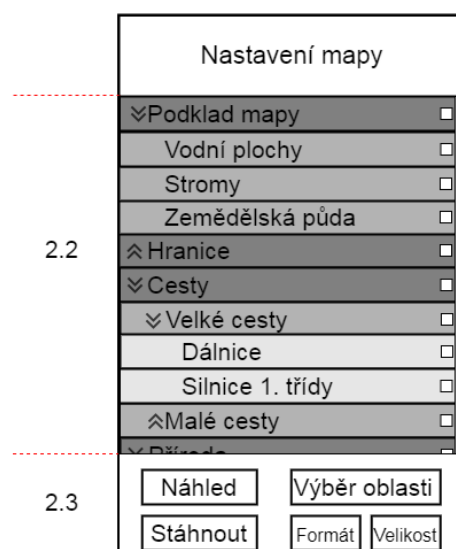 Nastavení mapy
Podklad mapy
Vodní plochy
Stromy
Zemědělská půda
2.2
Hranice
Cesty
Velké cesty
Dálnice
Silnice 1. třídy
Malé cesty
Příroda
2.3
Náhled
Výběr oblasti
Stáhnout
Formát
Velikost